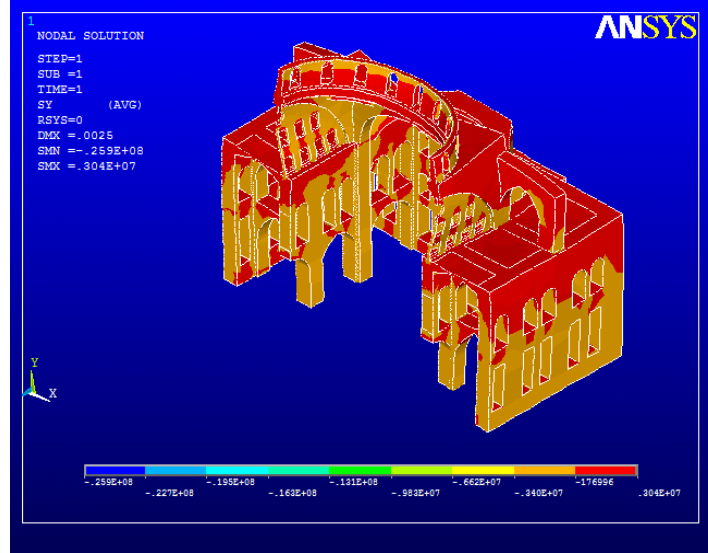 1
ANSYS
NODAL SOLUTION
STEP=1
SUB =1
TIME=1
SY (AVG)
RSYS=0
DMX =.0025
SMN =-.259E+08
SMX =.304E+07
Y
X
-.259E+08 -.195E+08 -.131E+08 -.662E+07 -176996
-.227E+08 -.163E+08 -.983E+07 -.340E+07 .304E+07